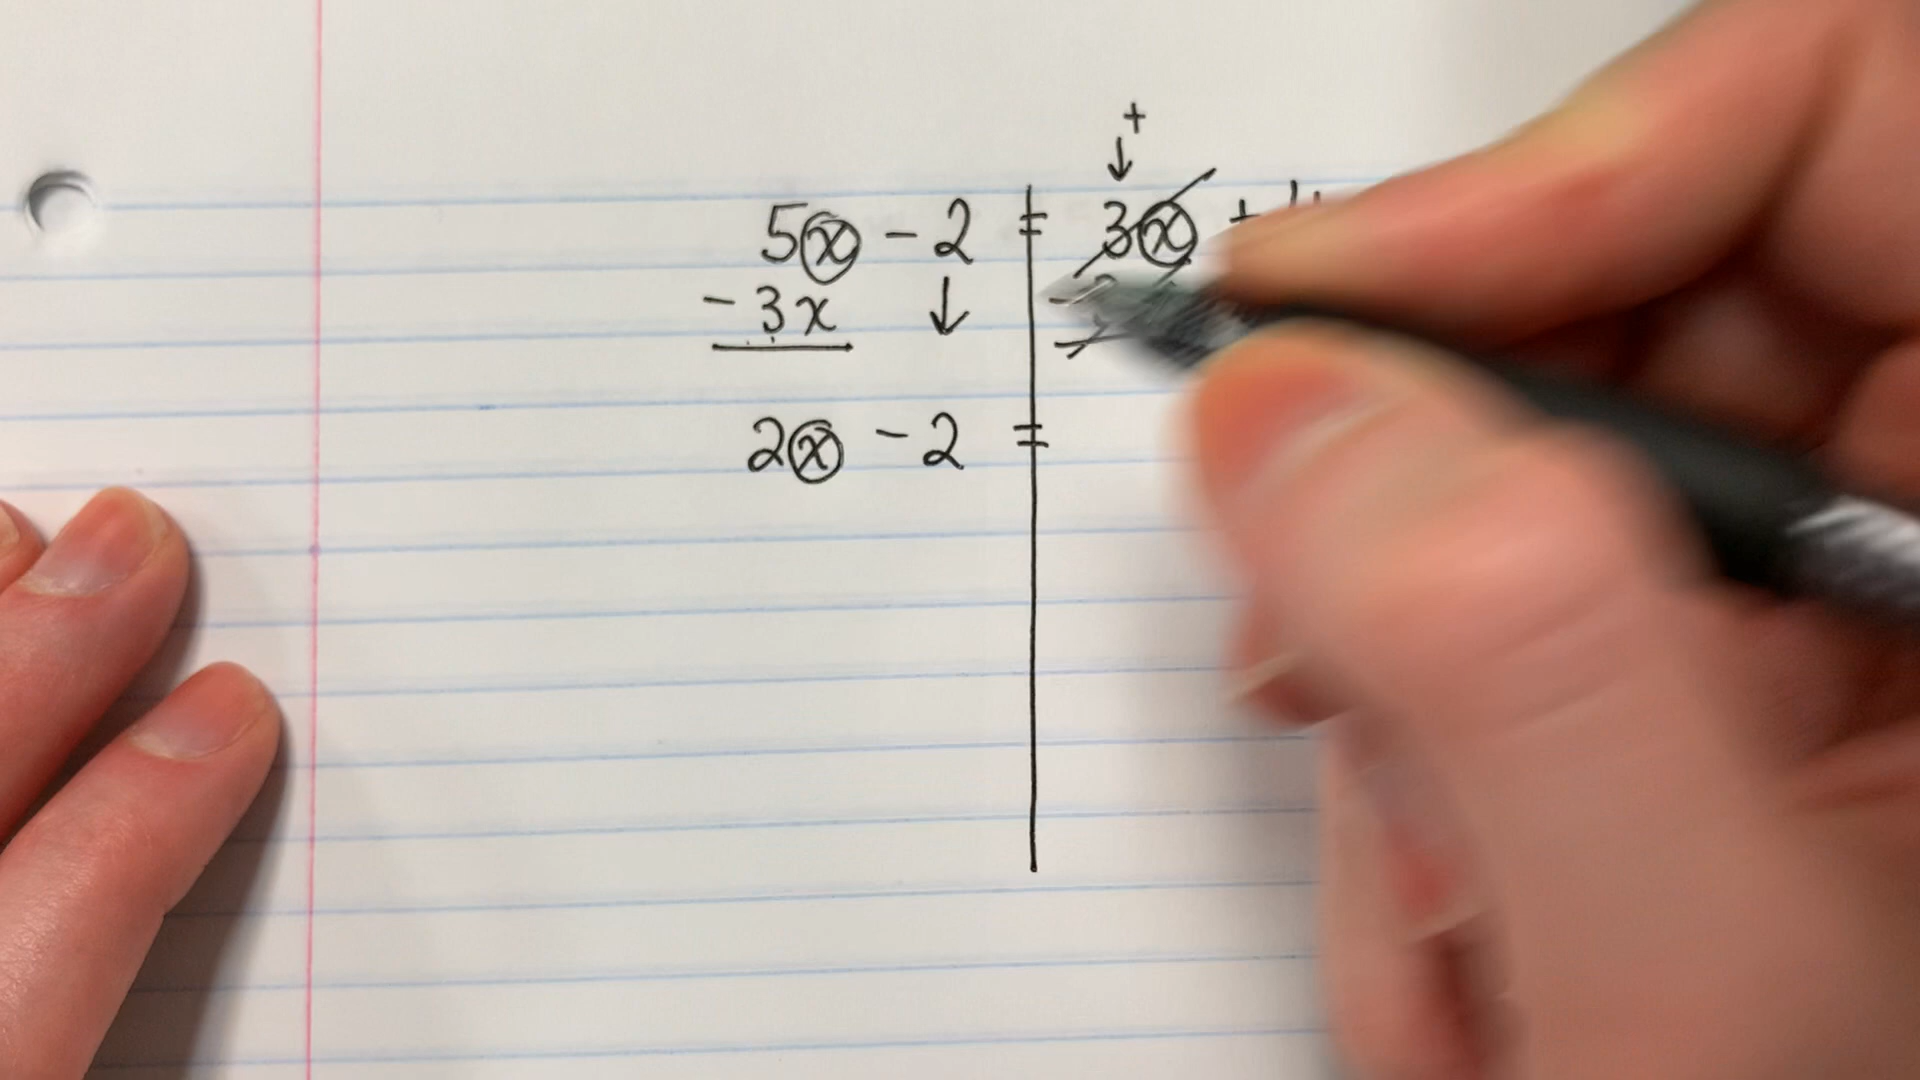 +
↓
5x - 2 = 3x +
- 3x ↓ -
2x - 2 =